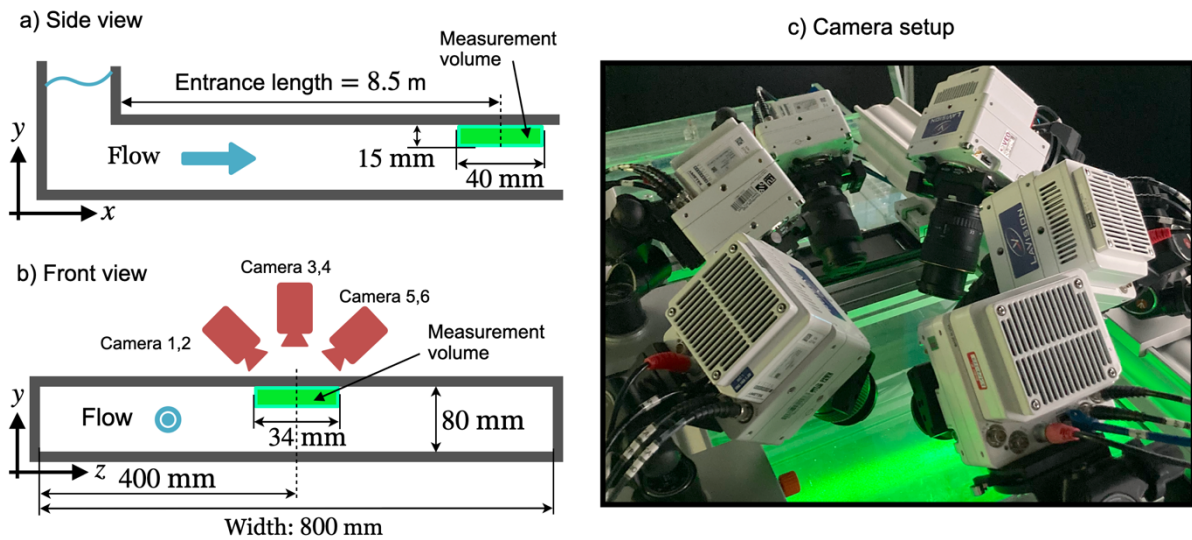 a) Side view
Measurement
volume
Entrance length = 8.5 m
y
Flow
15 mm
40 mm
x
b) Front view
Camera 3,4
Camera 5,6
Camera 1,2
Measurement
volume
y
Flow
80 mm
34 mm
z
400 mm
Width: 800 mm
c) Camera setup
LAVISION
LAVISION